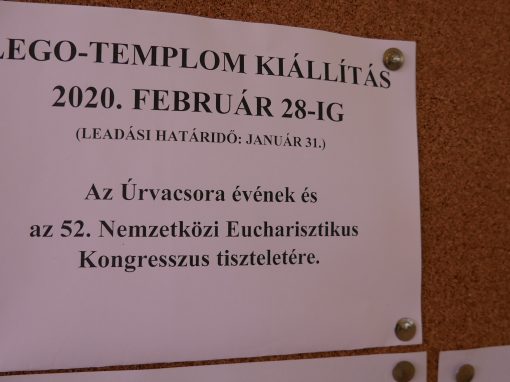 LEGO-TEMPLOM KIÁLLÍTÁS
2020. FEBRUÁR 28-IG
(LEADÁSI HATÁRIDŐ: JANUÁR 31.)
Az Úrvacsora évének és
az 52. Nemzetközi Eucharisztikus
Kongresszus tiszteletére.